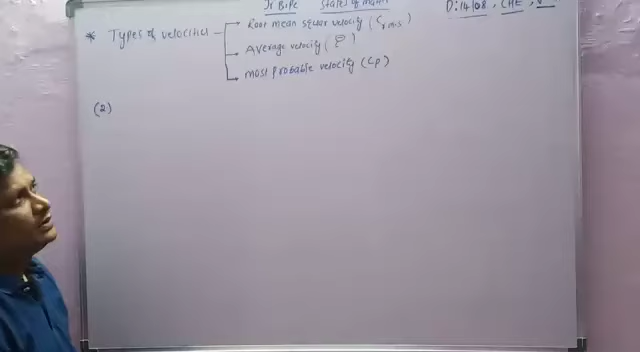 Jr Bipc States of matter D: 14/08, CHE,
* Types of velocities
Root mean squar velocity (Crms)
Average velocity (C̅)
most probable velocity (Cp)
(2)